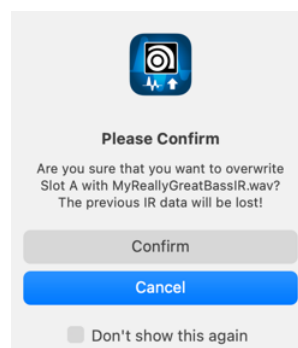 Please Confirm
Are you sure that you want to overwrite
Slot A with MyReallyGreatBassIR.wav?
The previous IR data will be lost!
Confirm
Cancel
Don't show this again